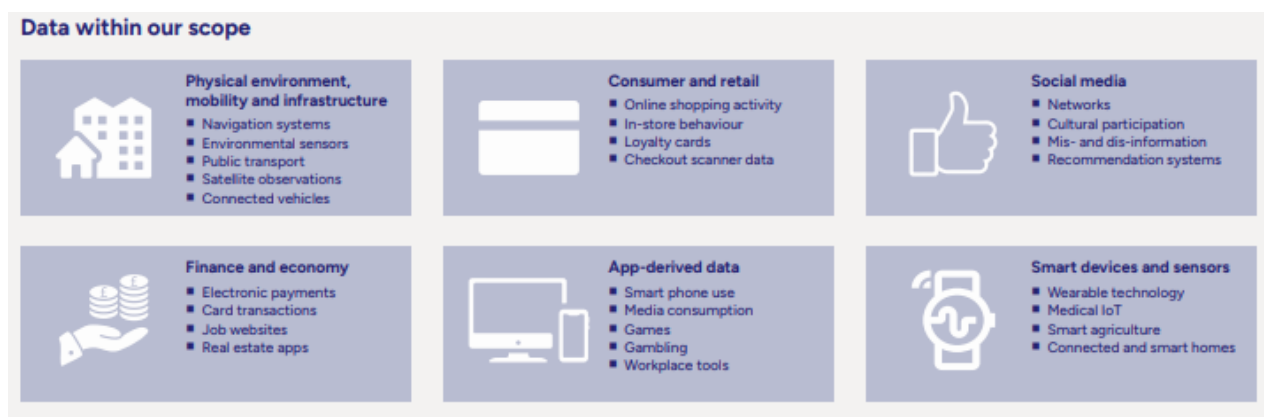 Data within our scope
Physical environment,
mobility and infrastructure
▪ Navigation systems
▪ Environmental sensors
▪ Public transport
▪ Satellite observations
▪ Connected vehicles
Consumer and retail
▪ Online shopping activity
▪ In-store behaviour
▪ Loyalty cards
▪ Checkout scanner data
Social media
▪ Networks
▪ Cultural participation
▪ Mis- and dis-information
▪ Recommendation systems
Finance and economy
▪ Electronic payments
▪ Card transactions
▪ Job websites
▪ Real estate apps
£ £
App-derived data
▪ Smart phone use
▪ Media consumption
▪ Games
▪ Gambling
▪ Workplace tools
Smart devices and sensors
▪ Wearable technology
▪ Medical IoT
▪ Smart agriculture
▪ Connected and smart homes